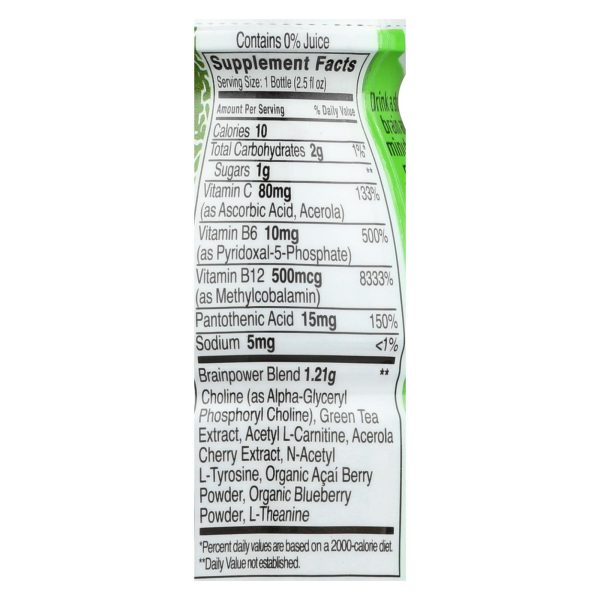 Contains 0% Juice
Supplement Facts
Serving Size: 1 Bottle (2.5 fl oz)
Amount Per Serving % Daily Value
Calories 10
Total Carbohydrates 2g 1%*
Sugars 1g **
Vitamin C 80mg 133%
(as Ascorbic Acid, Acerola)
Vitamin B6 10mg 500%
(as Pyridoxal-5-Phosphate)
Vitamin B12 500mcg 8333%
(as Methylcobalamin)
Pantothenic Acid 15mg 150%
Sodium 5mg <1%
Brainpower Blend 1.21g **
Choline (as Alpha-Glyceryl
Phosphoryl Choline), Green Tea
Extract, Acetyl L-Carnitine, Acerola
Cherry Extract, N-Acetyl
L-Tyrosine, Organic Açaí Berry
Powder, Organic Blueberry
Powder, L-Theanine
*Percent daily values are based on a 2000-calorie diet.
**Daily Value not established.
Drink a